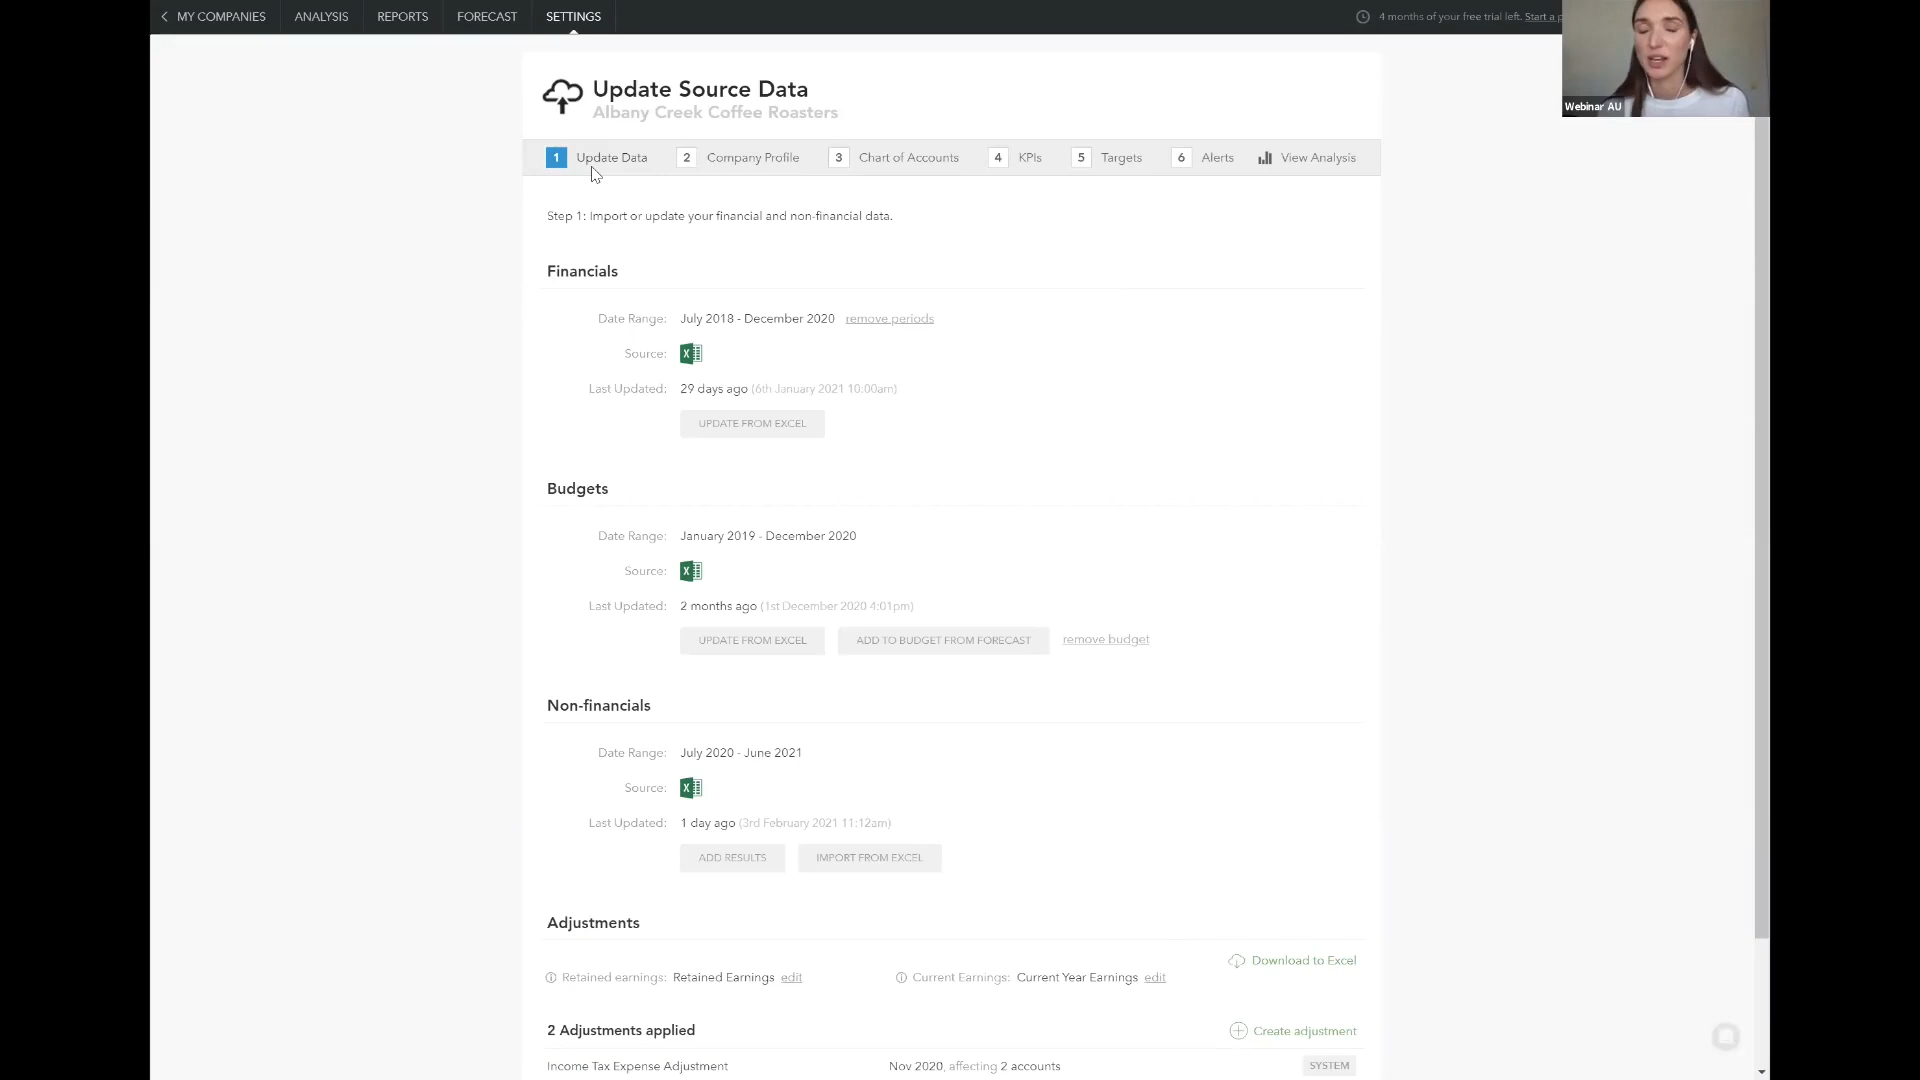 MY COMPANIES ANALYSIS REPORTS FORECAST SETTINGS 4 months of your free trial left. Start a p
Webinar AU
Update Source Data
Albany Creek Coffee Roasters
1 Update Data 2 Company Profile 3 Chart of Accounts 4 KPIs 5 Targets 6 Alerts View Analysis
Step 1: Import or update your financial and non-financial data.
Financials
Date Range: July 2018 - December 2020 remove periods
Source: X
Last Updated: 29 days ago (6th January 2021 10:00am)
UPDATE FROM EXCEL
Budgets
Date Range: January 2019 - December 2020
Source: X
Last Updated: 2 months ago (1st December 2020 4:01pm)
UPDATE FROM EXCEL ADD TO BUDGET FROM FORECAST remove budget
Non-financials
Date Range: July 2020 - June 2021
Source: X
Last Updated: 1 day ago (3rd February 2021 11:12am)
ADD RESULTS IMPORT FROM EXCEL
Adjustments
Download to Excel
Retained earnings: Retained Earnings edit Current Earnings: Current Year Earnings edit
2 Adjustments applied Create adjustment
Income Tax Expense Adjustment Nov 2020, affecting 2 accounts SYSTEM